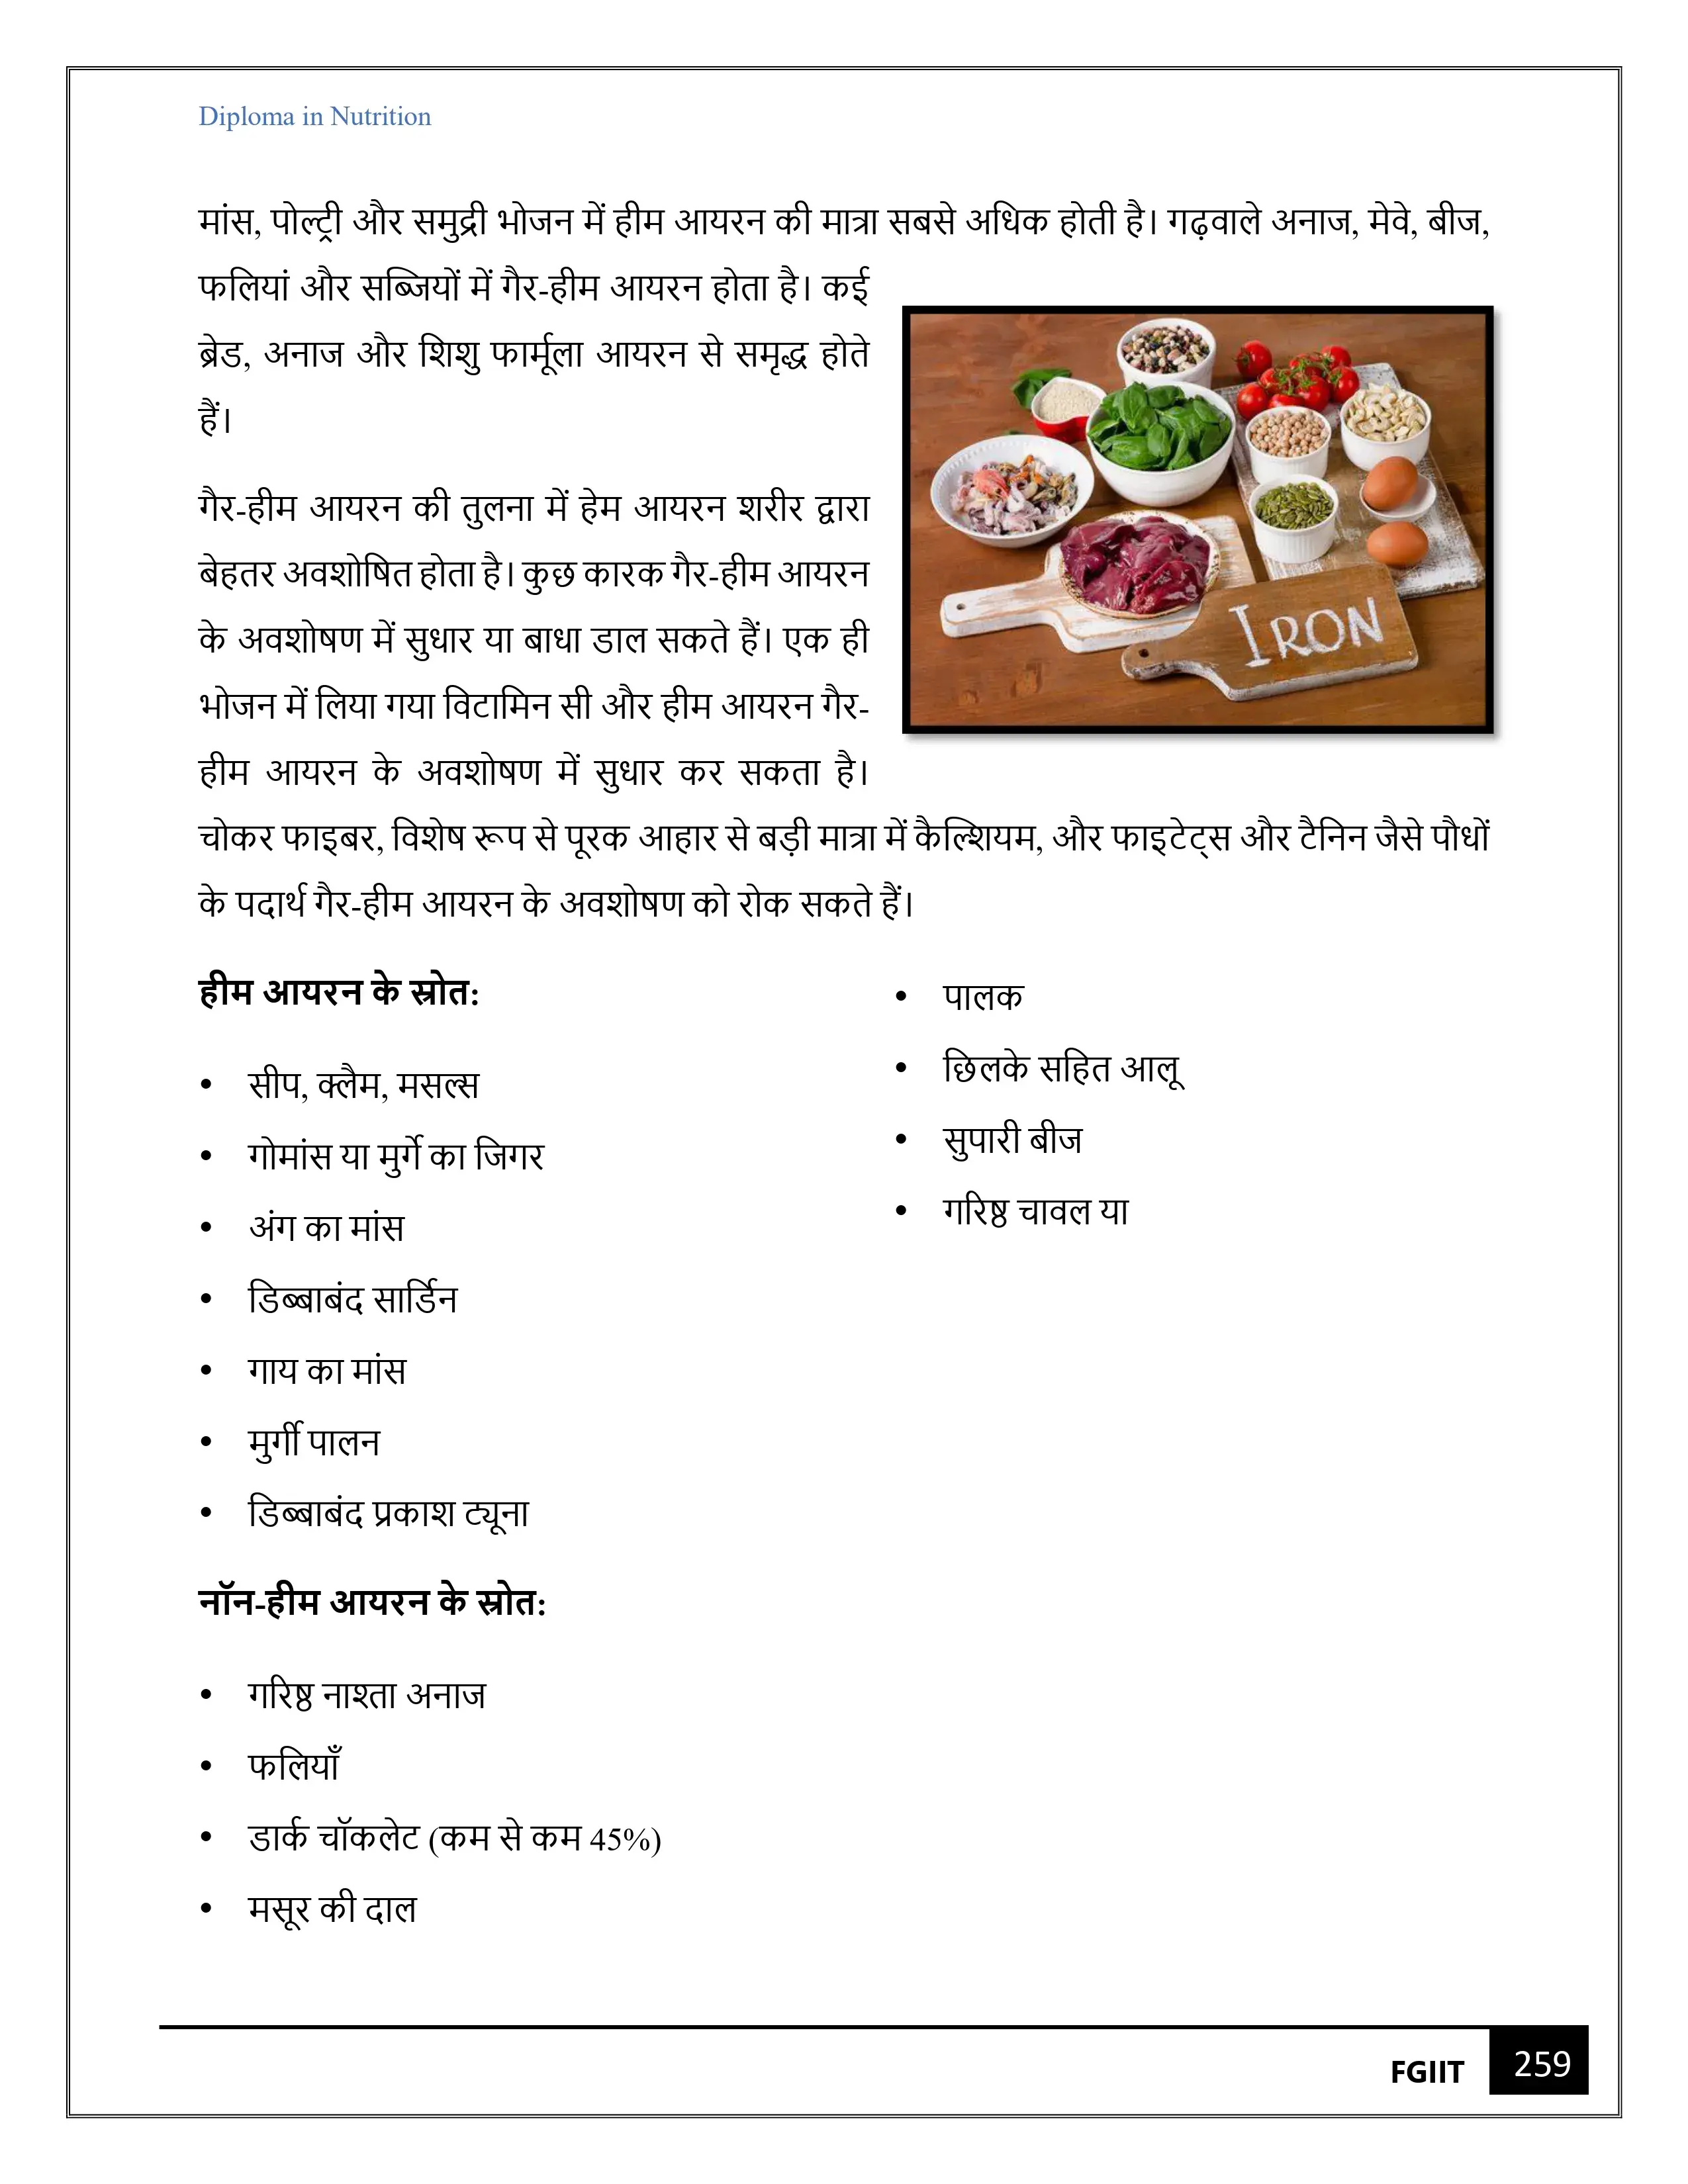 Diploma in Nutrition
मांस, पोल्ट्री और समुद्री भोजन में हीम आयरन की मात्रा सबसे अधिक होती है। गढ़वाले अनाज, मेवे, बीज,
फलियां और सब्जियों में गैर-हीम आयरन होता है। कई
ब्रेड, अनाज और शिशु फार्मूला आयरन से समृद्ध होते
हैं।
गैर-हीम आयरन की तुलना में हेम आयरन शरीर द्वारा
बेहतर अवशोषित होता है। कुछ कारक गैर-हीम आयरन
के अवशोषण में सुधार या बाधा डाल सकते हैं। एक ही
भोजन में लिया गया विटामिन सी और हीम आयरन गैर-
हीम आयरन के अवशोषण में सुधार कर सकता है।
IRON
चोकर फाइबर, विशेष रूप से पूरक आहार से बड़ी मात्रा में कैल्शियम, और फाइटेट्स और टैनिन जैसे पौधों
के पदार्थ गैर-हीम आयरन के अवशोषण को रोक सकते हैं।
हीम आयरन के स्रोत:
• सीप, क्लैम, मसल्स
• गोमांस या मुर्गे का जिगर
• अंग का मांस
• डिब्बाबंद सार्डिन
• गाय का मांस
• मुर्गी पालन
• डिब्बाबंद प्रकाश ट्यूना
नॉन-हीम आयरन के स्रोत:
• गरिष्ठ नाश्ता अनाज
• फलियाँ
• डार्क चॉकलेट (कम से कम 45%)
• मसूर की दाल
• पालक
• छिलके सहित आलू
• सुपारी बीज
• गरिष्ठ चावल या
FGIIT
259